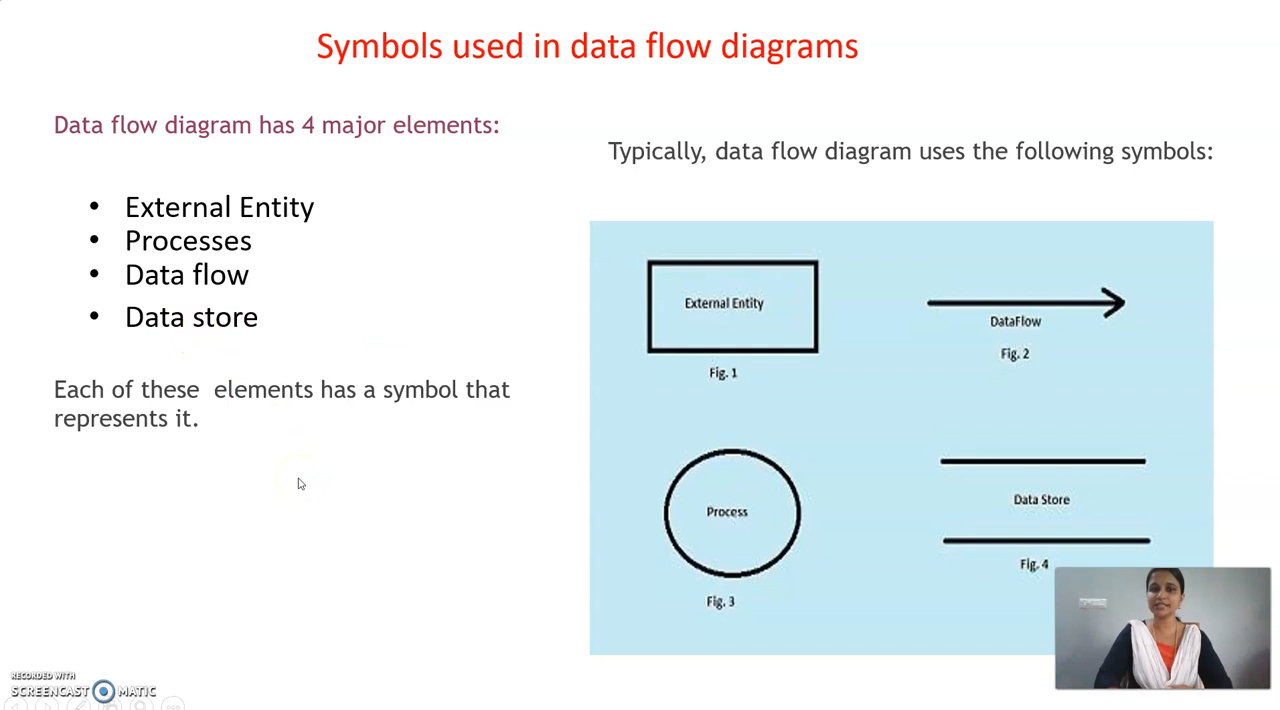 Symbols used in data flow diagrams
Data flow diagram has 4 major elements:
• External Entity
• Processes
• Data flow
• Data store
Each of these elements has a symbol that
represents it.
Typically, data flow diagram uses the following symbols:
External Entity
Fig. 1
DataFlow
Fig. 2
Process
Fig. 3
Data Store
Fig. 4
RECORDED WITH
SCREENCAST MATIC